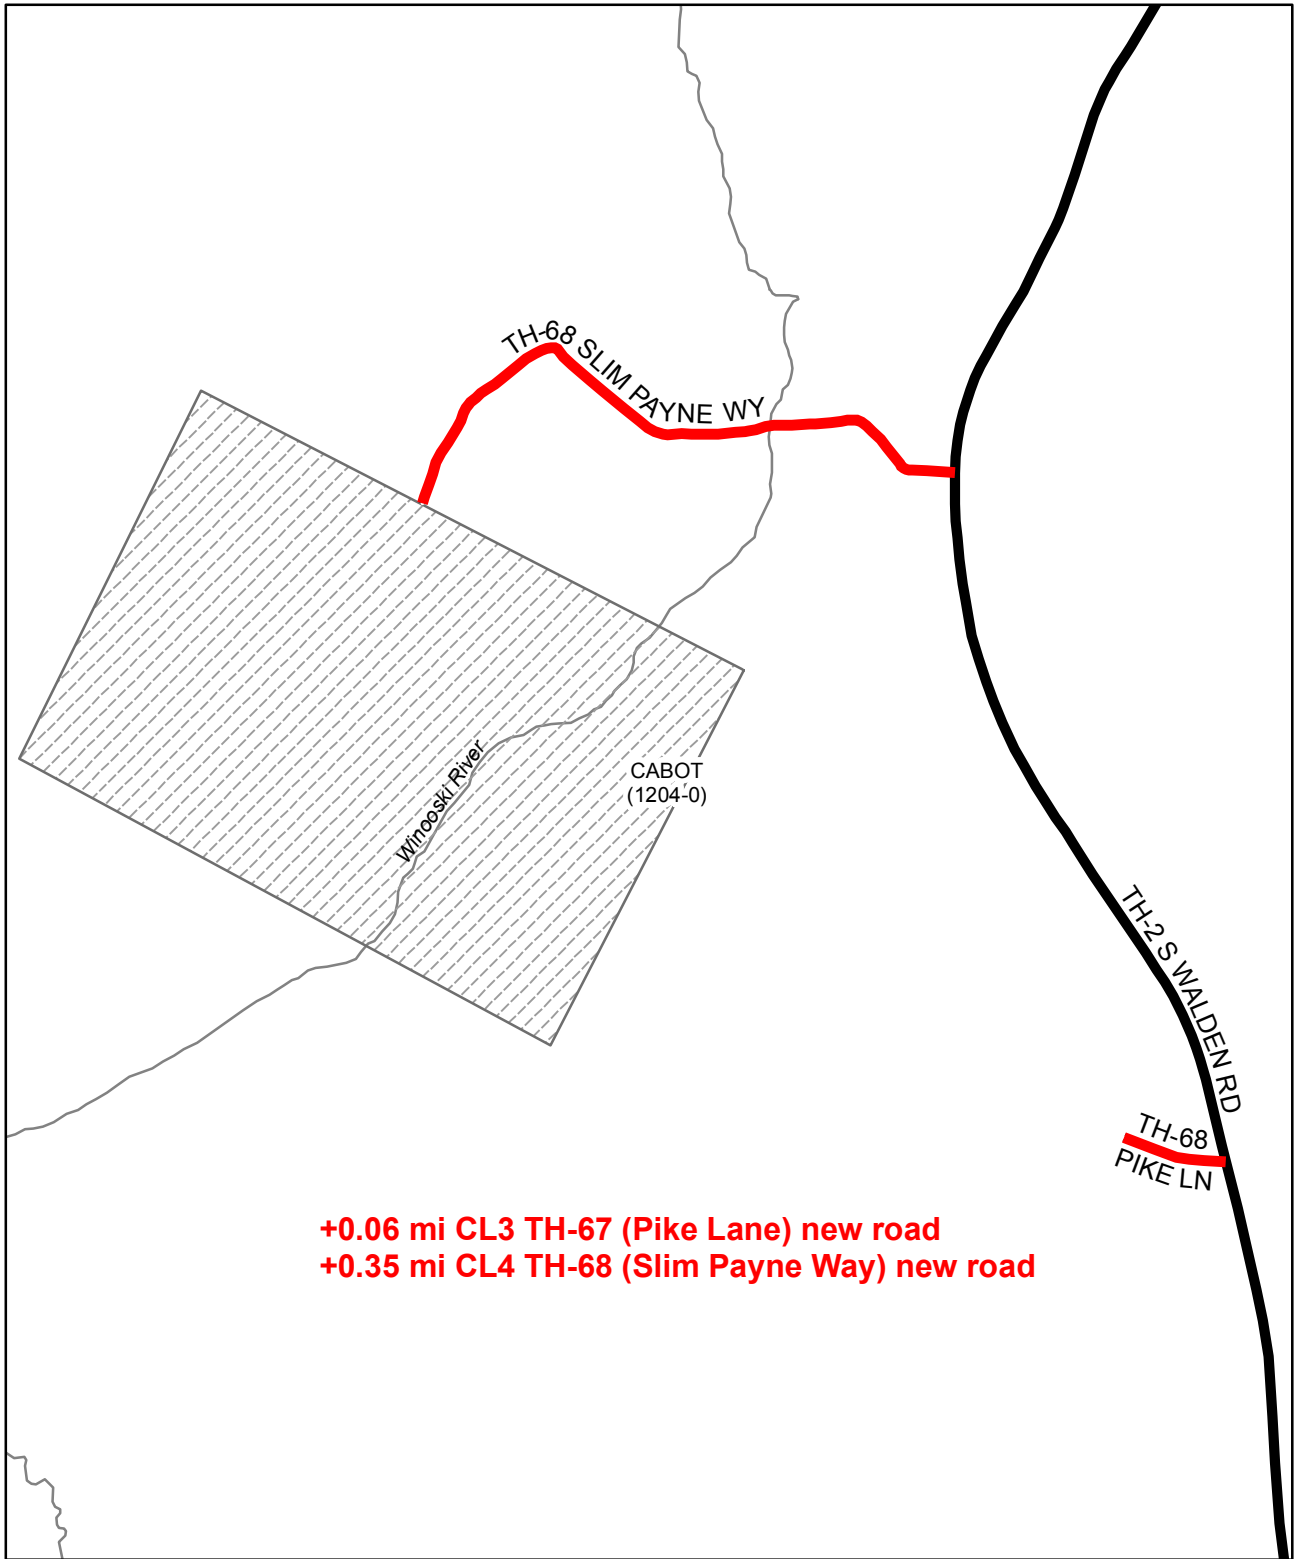 TH-68 SLIM PAYNE WY
CABOT
(1204-0)
Winooski River
TH-2 S WALDEN RD
TH-68
PIKE LN
+0.06 mi CL3 TH-67 (Pike Lane) new road
+0.35 mi CL4 TH-68 (Slim Payne Way) new road